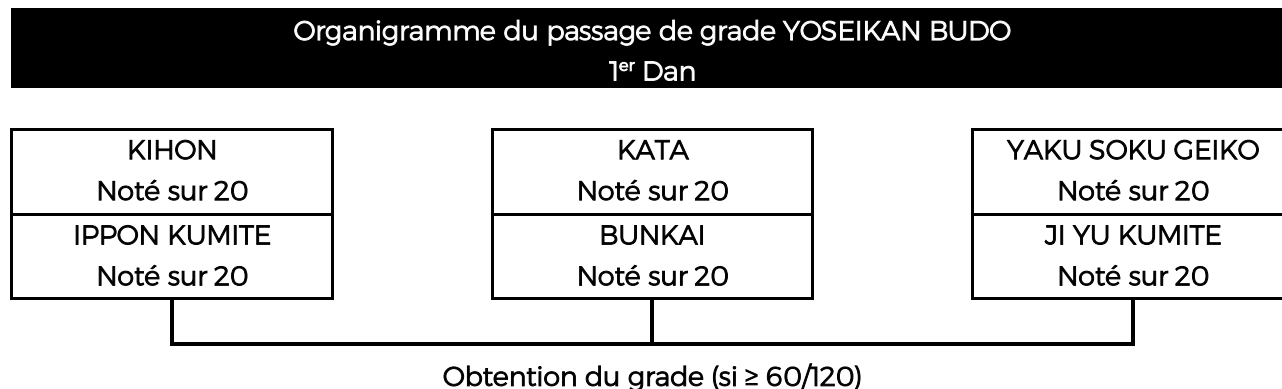 Organigramme du passage de grade YOSEIKAN BUDO
1er Dan
KIHON
Noté sur 20
IPPON KUMITE
Noté sur 20
KATA
Noté sur 20
BUNKAI
Noté sur 20
YAKU SOKU GEIKO
Noté sur 20
JI YU KUMITE
Noté sur 20
Obtention du grade (si ≥ 60/120)